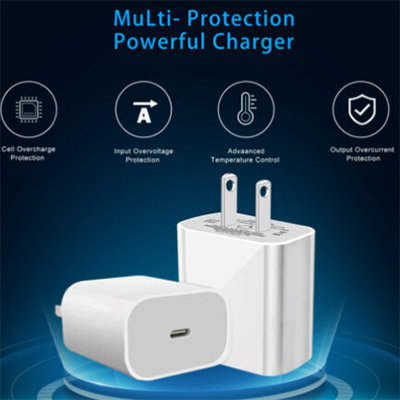 MuLti- Protection
Powerful Charger
A
Cell Overcharge
Protection
Input Overvoltage
Protection
Advaanced
Temperature Control
Output Overcurrent
Protection